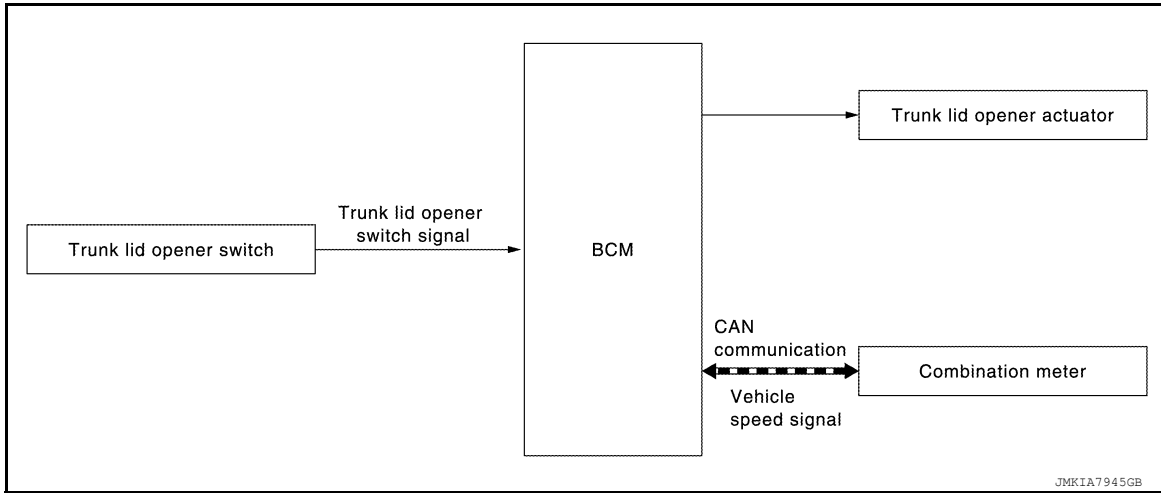 Trunk lid opener actuator
Trunk lid opener
switch signal
Trunk lid opener switch
BCM
CAN
communication
Combination meter
Vehicle
speed signal
JMKIA7945GB